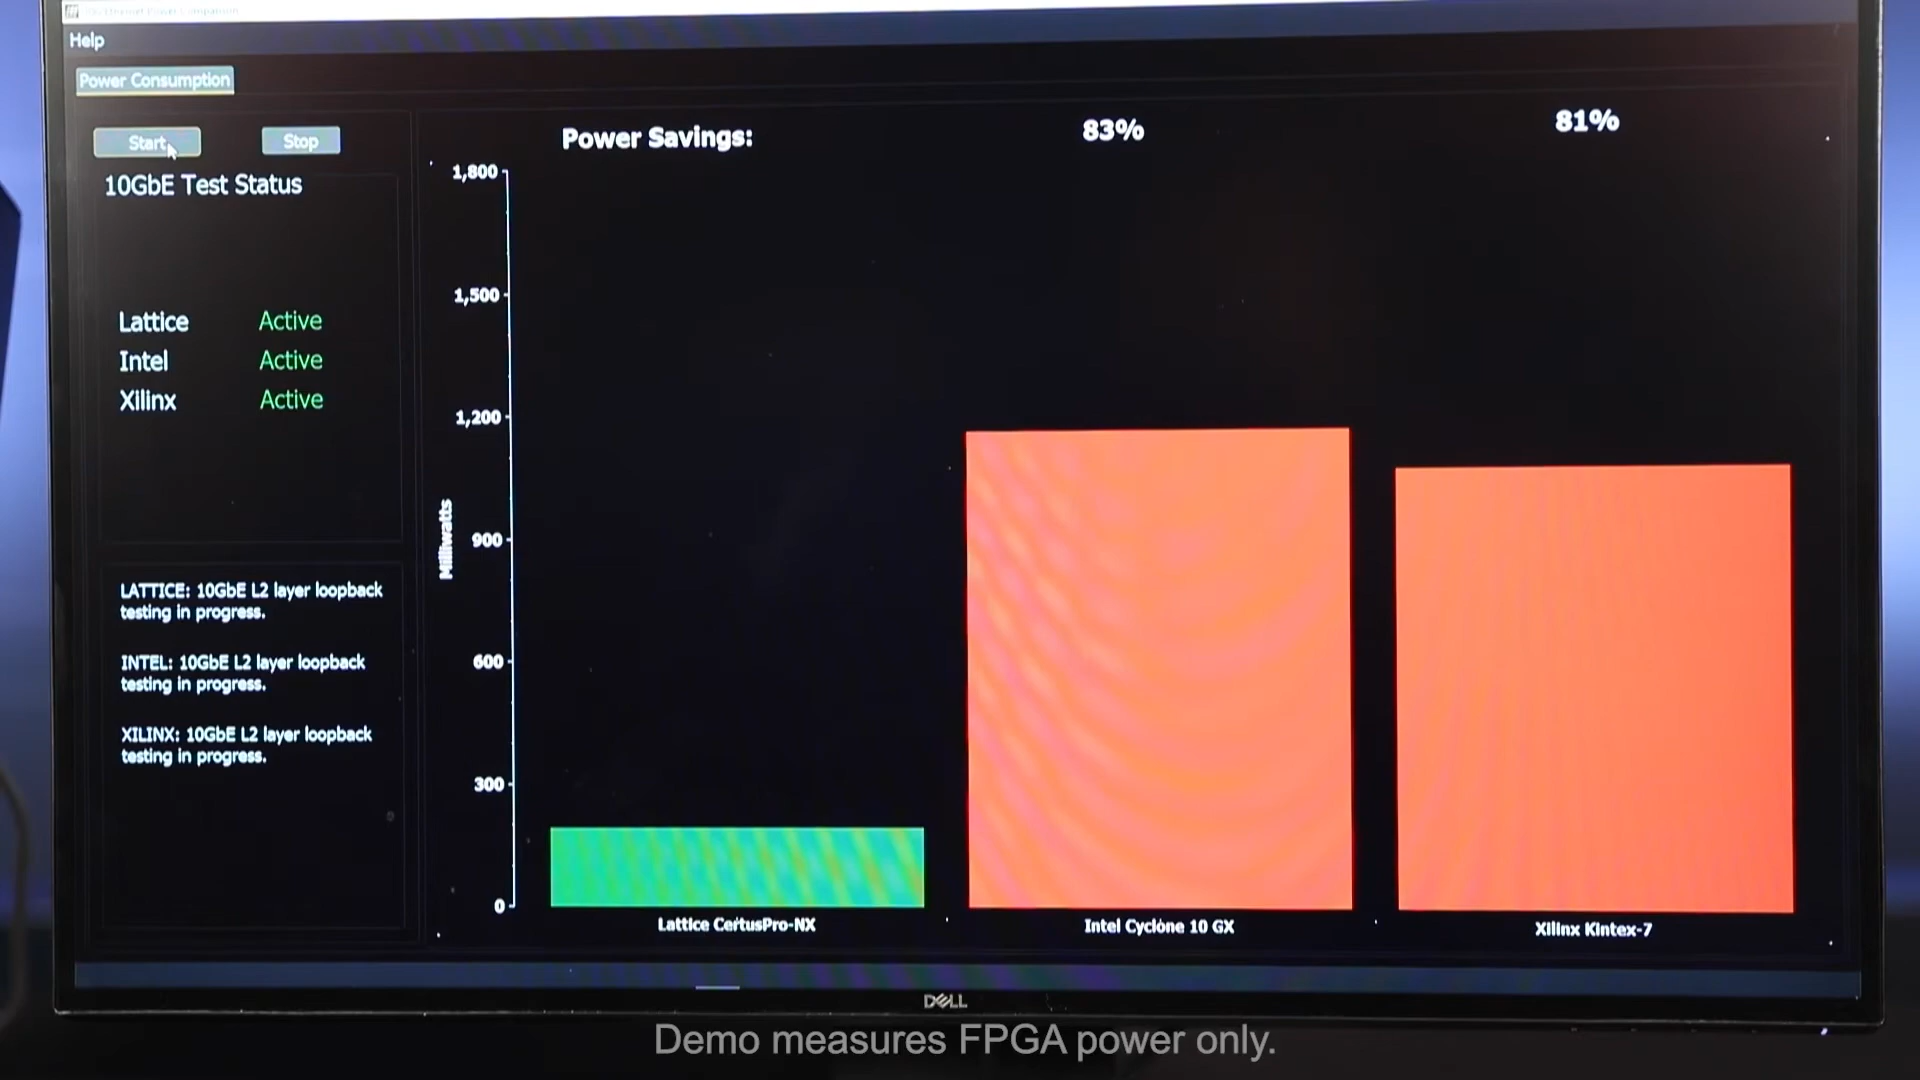 Help
Power Consumption
Start
Stop
10GbE Test Status
Lattice Active
Intel Active
Xilinx Active
LATTICE: 10GbE L2 layer loopback
testing in progress.
INTEL: 10GbE L2 layer loopback
testing in progress.
XILINX: 10GbE L2 layer loopback
testing in progress.
Power Savings: 83% 81%
1,800
1,500
1,200
900
600
300
0
Milliwatts
Lattice CertusPro-NX
Intel Cyclone 10 GX
Xilinx Kintex-7
DELL
Demo measures FPGA power only.